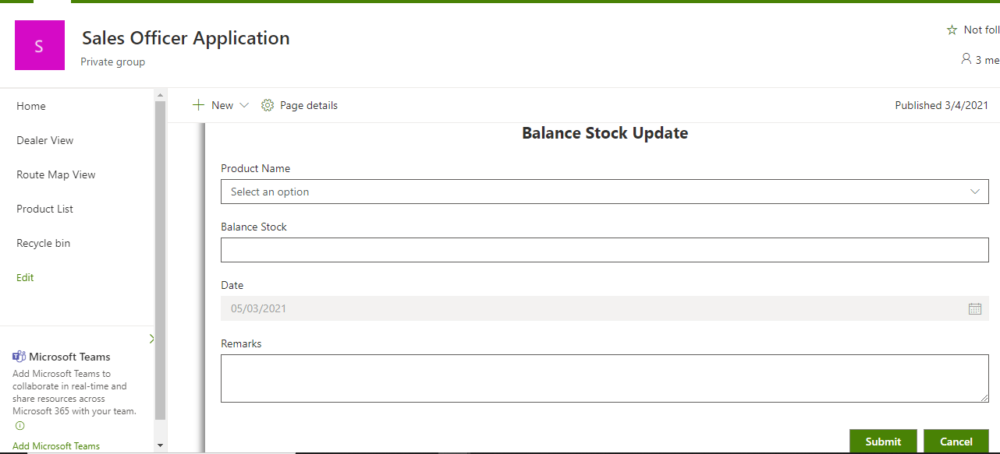 S
Sales Officer Application
Private group
Not foll
3 me
Home
Dealer View
Route Map View
Product List
Recycle bin
Edit
Microsoft Teams
Add Microsoft Teams to
collaborate in real-time and
share resources across
Microsoft 365 with your team.
Add Microsoft Teams
New
Page details
Published 3/4/2021
Balance Stock Update
Product Name
Select an option
Balance Stock
Date
05/03/2021
Remarks
Submit
Cancel